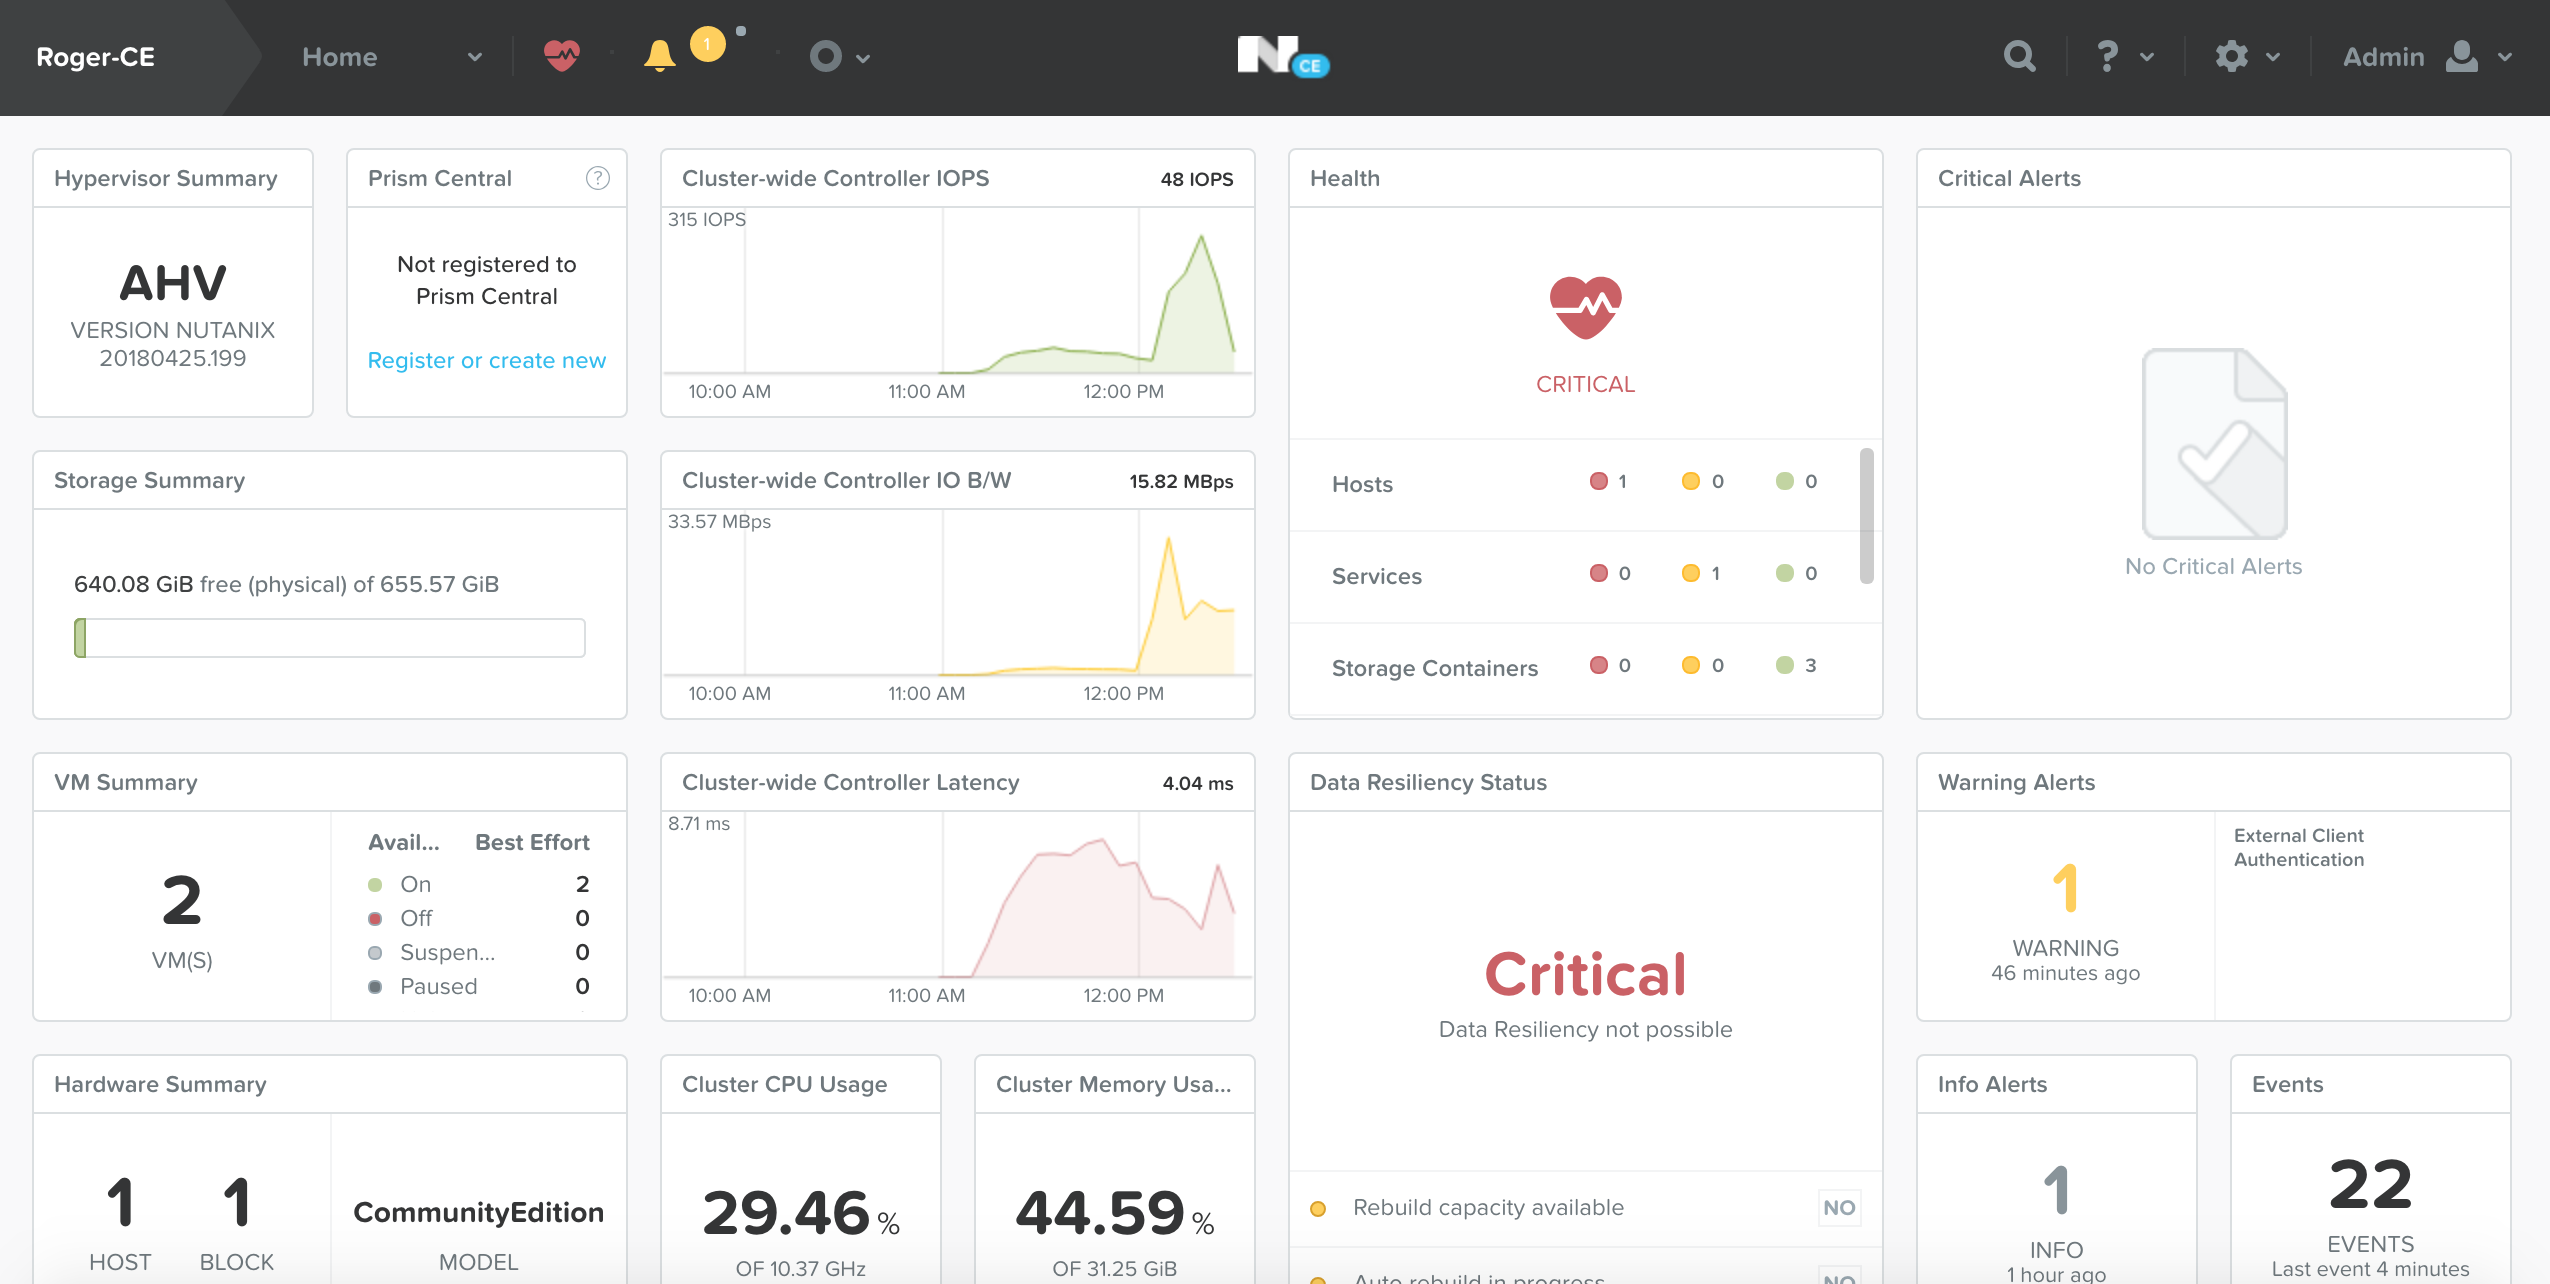 Roger-CE
Home
1
N CE
?
Admin
Hypervisor Summary
AHV
VERSION NUTANIX
20180425.199
Prism Central
?
Not registered to
Prism Central
Register or create new
Cluster-wide Controller IOPS
48 IOPS
315 IOPS
10:00 AM
11:00 AM
12:00 PM
Health
CRITICAL
Hosts 1 0 0
Services 0 1 0
Storage Containers 0 0 3
Critical Alerts
No Critical Alerts
Storage Summary
640.08 GiB free (physical) of 655.57 GiB
Cluster-wide Controller IO B/W
15.82 MBps
33.57 MBps
10:00 AM
11:00 AM
12:00 PM
VM Summary
2
VM(S)
Avail... Best Effort
On 2
Off 0
Suspen... 0
Paused 0
Cluster-wide Controller Latency
4.04 ms
8.71 ms
10:00 AM
11:00 AM
12:00 PM
Data Resiliency Status
Critical
Data Resiliency not possible
Rebuild capacity available NO
Auto rebuild in progress NO
Warning Alerts
1
WARNING
46 minutes ago
External Client
Authentication
Hardware Summary
1
HOST
1
BLOCK
CommunityEdition
MODEL
Cluster CPU Usage
29.46 %
OF 10.37 GHz
Cluster Memory Usa...
44.59 %
OF 31.25 GiB
Info Alerts
1
INFO
1 hour ago
Events
22
EVENTS
Last event 4 minutes